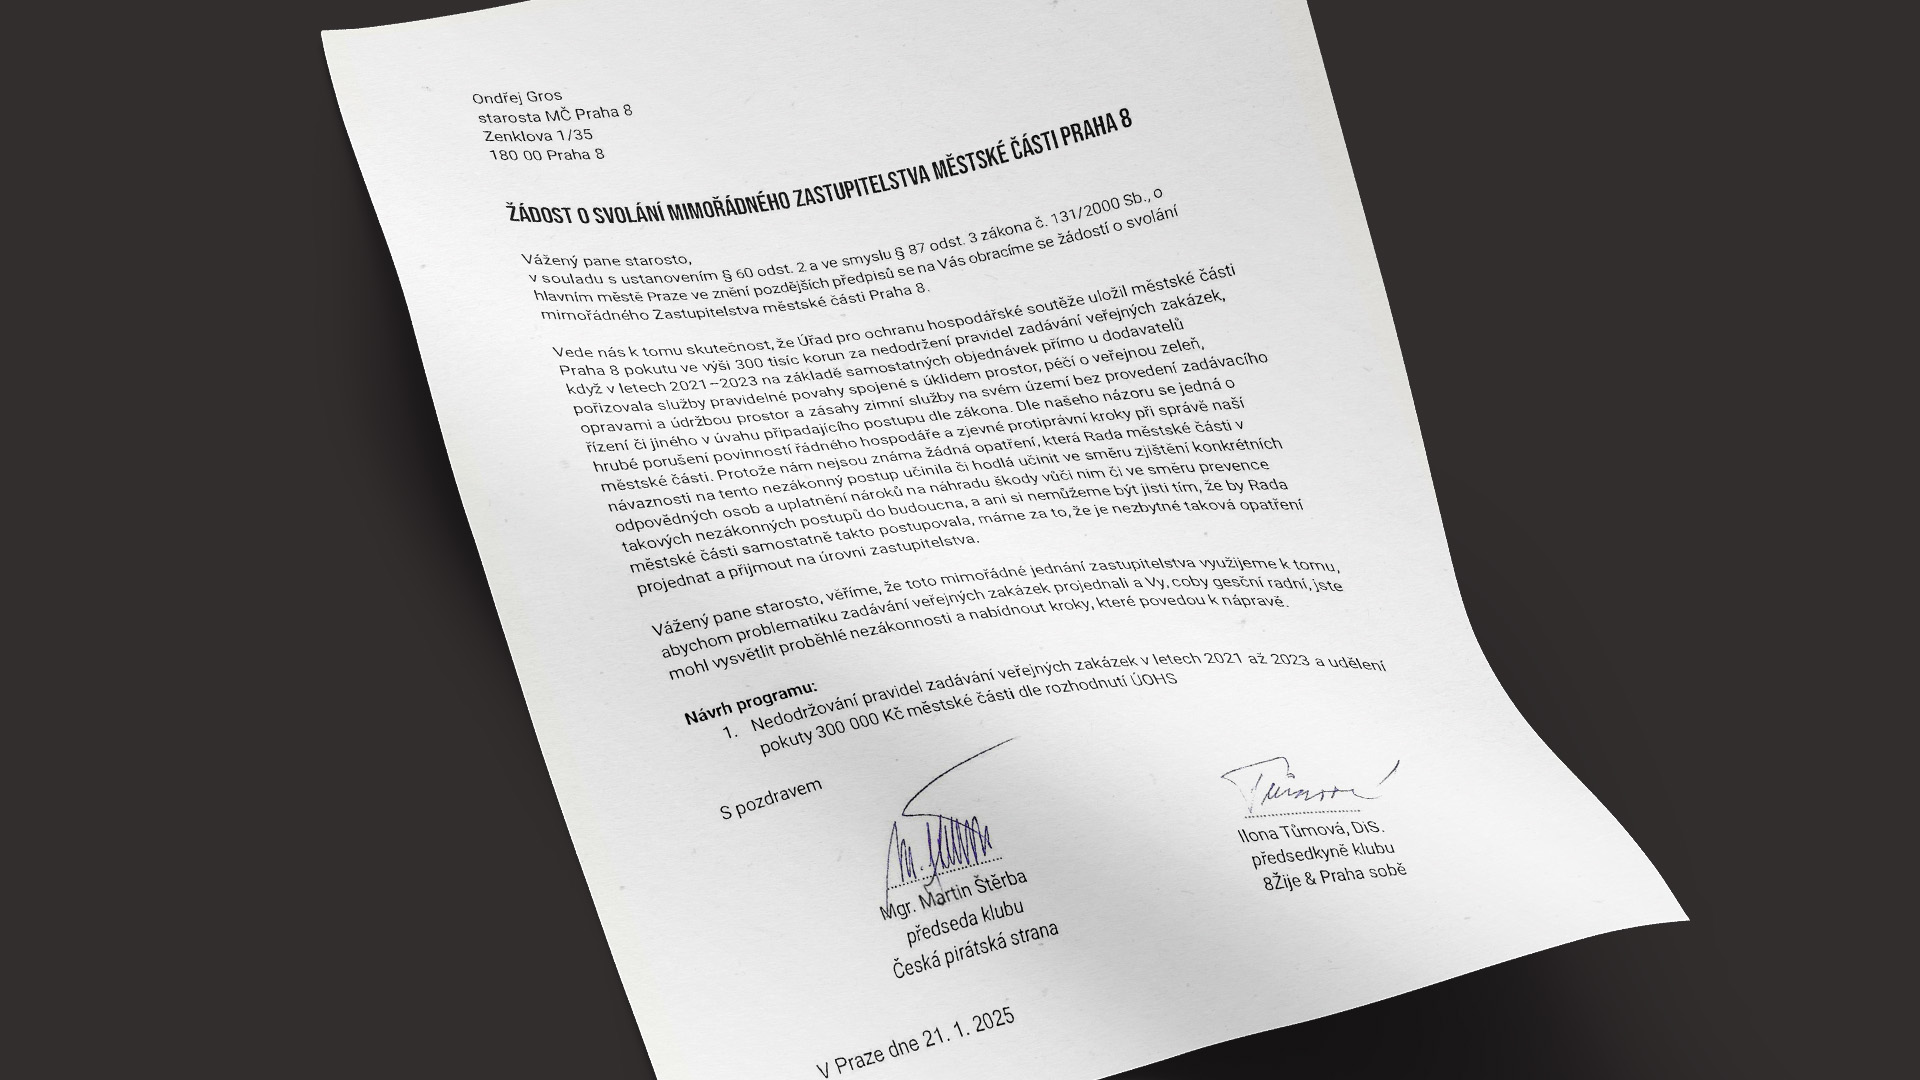 Ondřej Gros
starosta MČ Praha 8
Zenklova 1/35
180 00 Praha 8
ŽÁDOST O SVOLÁNÍ MIMOŘÁDNÉHO ZASTUPITELSTVA MĚSTSKÉ ČÁSTI PRAHA 8
Vážený pane starosto,
v souladu s ustanovením § 60 odst. 2 a ve smyslu § 87 odst. 3 zákona č. 131/2000 Sb., o
hlavním městě Praze ve znění pozdějších předpisů se na Vás obracíme se žádostí o svolání
mimořádného Zastupitelstva městské části Praha 8.
Vede nás k tomu skutečnost, že Úřad pro ochranu hospodářské soutěže uložil městské části
Praha 8 pokutu ve výši 300 tisíc korun za nedodržení pravidel zadávání veřejných zakázek,
když v letech 2021–2023 na základě samostatných objednávek přímo u dodavatelů
pořizovala služby pravidelné povahy spojené s úklidem prostor, péčí o veřejnou zeleň,
opravami a údržbou prostor a zásahy zimní služby na svém území bez provedení zadávacího
řízení či jiného v úvahu připadajícího postupu dle zákona. Dle našeho názoru se jedná o
hrubé porušení povinností řádného hospodáře a zjevné protiprávní kroky při správě naší
městské části. Protože nám nejsou známa žádná opatření, která Rada městské části v
návaznosti na tento nezákonný postup učinila či hodlá učinit ve směru zjištění konkrétních
odpovědných osob a uplatnění nároků na náhradu škody vůči nim či ve směru prevence
takových nezákonných postupů do budoucna, a ani si nemůžeme být jisti tím, že by Rada
městské části samostatně takto postupovala, máme za to, že je nezbytné taková opatření
projednat a přijmout na úrovni zastupitelstva.
Vážený pane starosto, věříme, že toto mimořádné jednání zastupitelstva využijeme k tomu,
abychom problematiku zadávání veřejných zakázek projednali a Vy, coby gesční radní, jste
mohl vysvětlit proběhlé nezákonnosti a nabídnout kroky, které povedou k nápravě.
Návrh programu:
1. Nedodržování pravidel zadávání veřejných zakázek v letech 2021 až 2023 a udělení
pokuty 300 000 Kč městské části dle rozhodnutí ÚOHS
S pozdravem
Mgr. Martin Štěrba
předseda klubu
Česká pirátská strana
Ilona Tůmová, DiS.
předsedkyně klubu
8Žije & Praha sobě
V Praze dne 21. 1. 2025